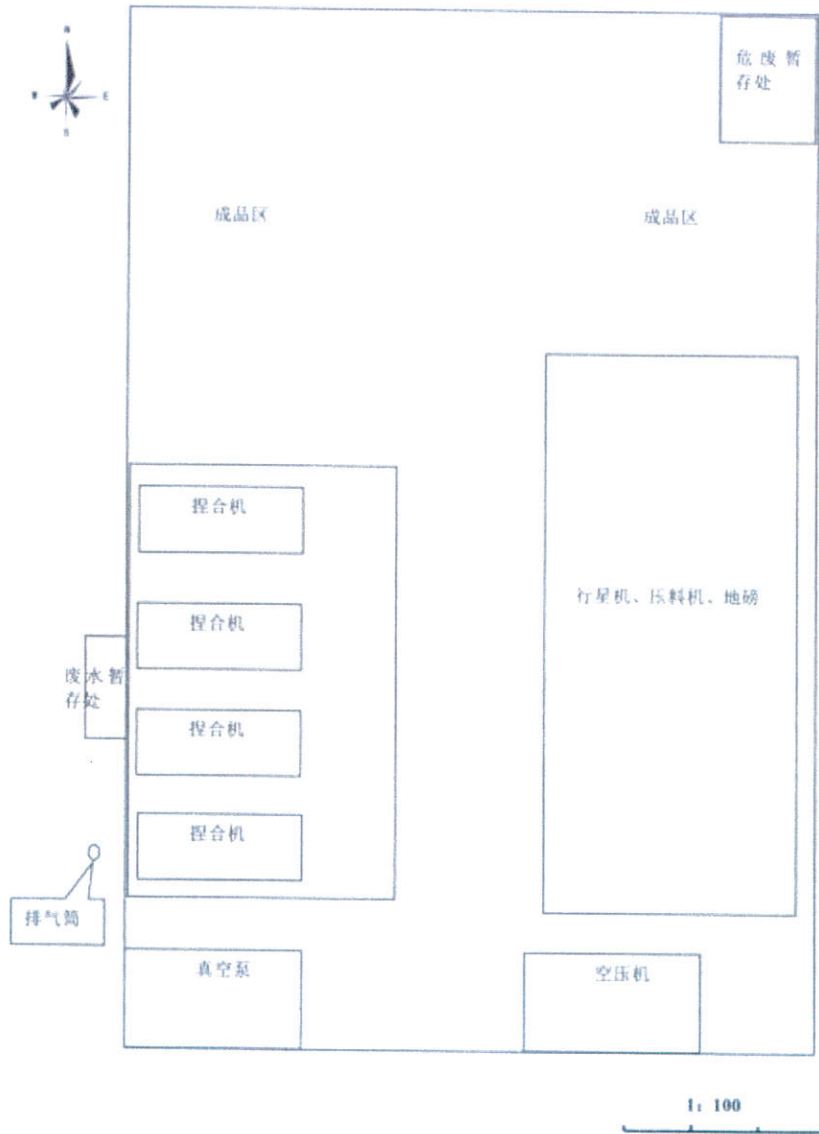 N
危废暂
存处
W
E
S
成品区
成品区
捏合机
行星机、压料机、地磅
捏合机
废水暂
存处
捏合机
捏合机
排气筒
真空泵
空压机
1: 100